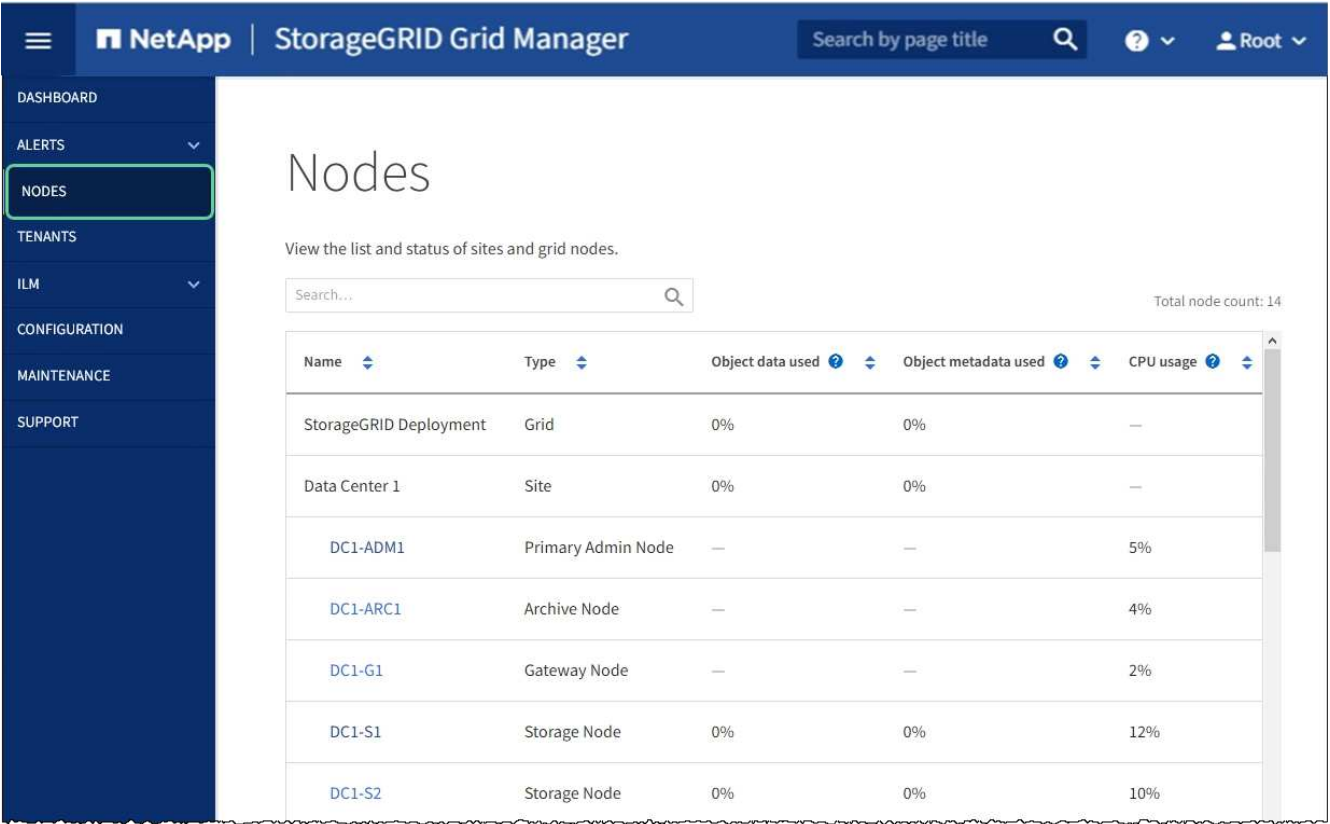 NetApp | StorageGRID Grid Manager Search by page title ? Root
DASHBOARD
ALERTS
NODES
TENANTS
ILM
CONFIGURATION
MAINTENANCE
SUPPORT
Nodes
View the list and status of sites and grid nodes.
Search...
Total node count: 14
Name Type Object data used ? Object metadata used ? CPU usage ?
StorageGRID Deployment Grid 0% 0% —
Data Center 1 Site 0% 0% —
DC1-ADM1 Primary Admin Node — — 5%
DC1-ARC1 Archive Node — — 4%
DC1-G1 Gateway Node — — 2%
DC1-S1 Storage Node 0% 0% 12%
DC1-S2 Storage Node 0% 0% 10%